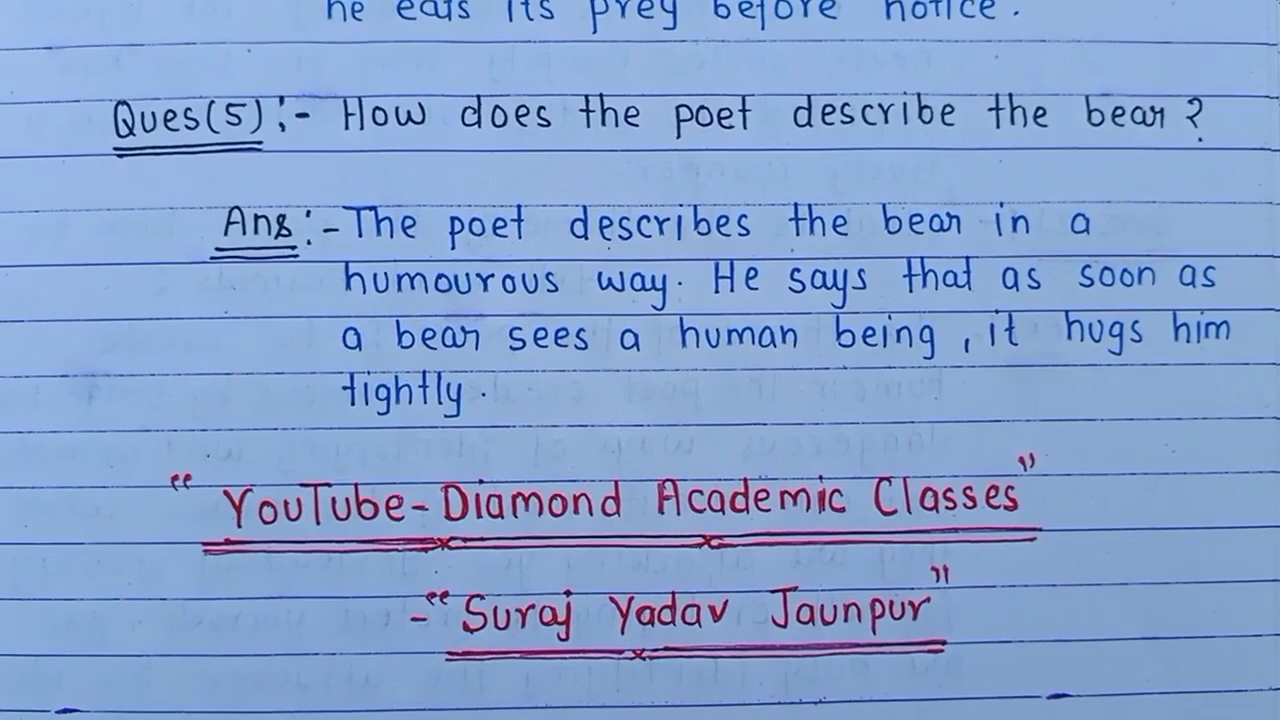 he eats its prey before notice.
Ques(5):- How does the poet describe the bear?
Ans:- The poet describes the bear in a
humourous way. He says that as soon as
a bear sees a human being, it hugs him
tightly.
“YouTube-Diamond Academic Classes”
-“Suraj Yadav Jaunpur”